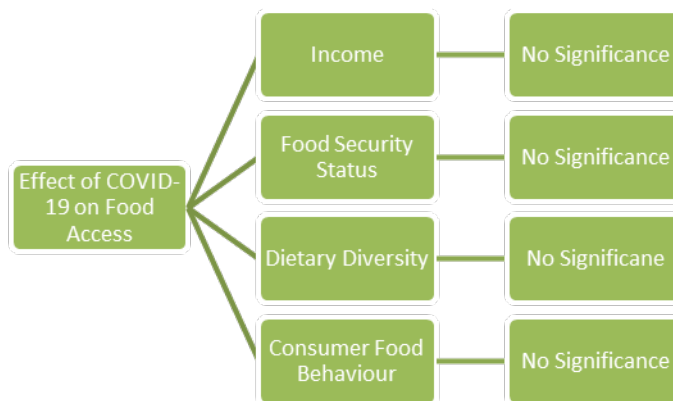 Effect of COVID-
19 on Food
Access
Income
No Significance
Food Security
Status
No Significance
Dietary Diversity
No Significane
Consumer Food
Behaviour
No Significance